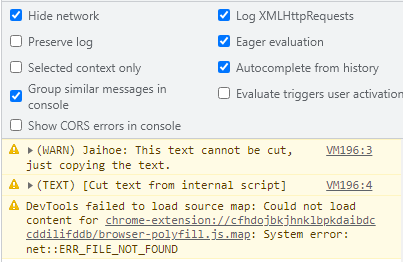 Hide network
Log XMLHttpRequests
Preserve log
Eager evaluation
Selected context only
Autocomplete from history
Group similar messages in
console
Evaluate triggers user activation
Show CORS errors in console
(WARN) Jaihoe: This text cannot be cut, VM196:3
just copying the text.
(TEXT) [Cut text from internal script] VM196:4
DevTools failed to load source map: Could not load
content for chrome-extension://cfhdojbkjhnklbpkdaibdc
cddilifddb/browser-polyfill.js.map: System error:
net::ERR_FILE_NOT_FOUND